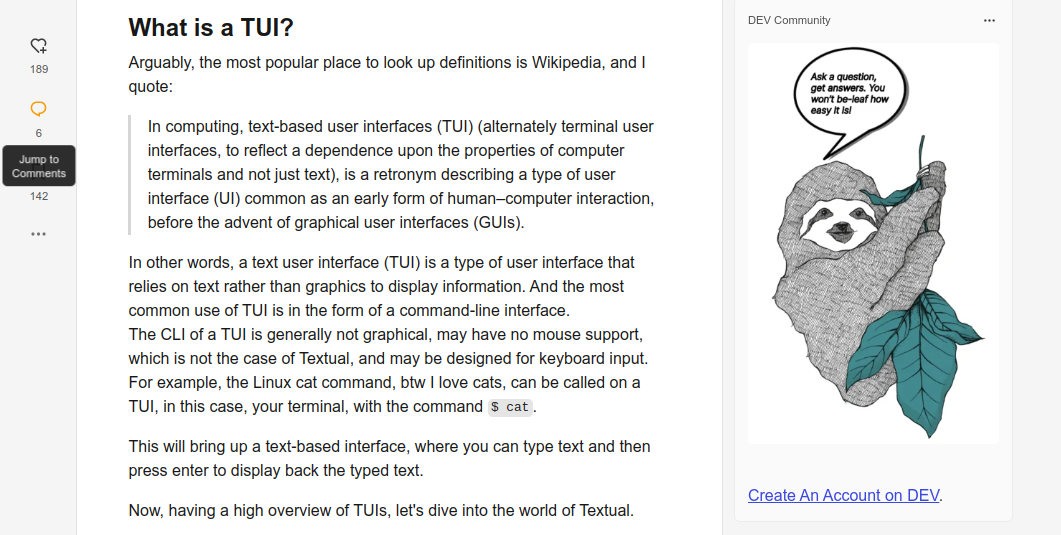 What is a TUI?
Arguably, the most popular place to look up definitions is Wikipedia, and I
quote:
In computing, text-based user interfaces (TUI) (alternately terminal user
interfaces, to reflect a dependence upon the properties of computer
terminals and not just text), is a retronym describing a type of user
interface (UI) common as an early form of human–computer interaction,
before the advent of graphical user interfaces (GUIs).
In other words, a text user interface (TUI) is a type of user interface that
relies on text rather than graphics to display information. And the most
common use of TUI is in the form of a command-line interface.
The CLI of a TUI is generally not graphical, may have no mouse support,
which is not the case of Textual, and may be designed for keyboard input.
For example, the Linux cat command, btw I love cats, can be called on a
TUI, in this case, your terminal, with the command $ cat.
This will bring up a text-based interface, where you can type text and then
press enter to display back the typed text.
Now, having a high overview of TUIs, let's dive into the world of Textual.
189
6
Jump to
Comments
142
DEV Community
Ask a question,
get answers. You
won't be-leaf how
easy it is!
Create An Account on DEV.